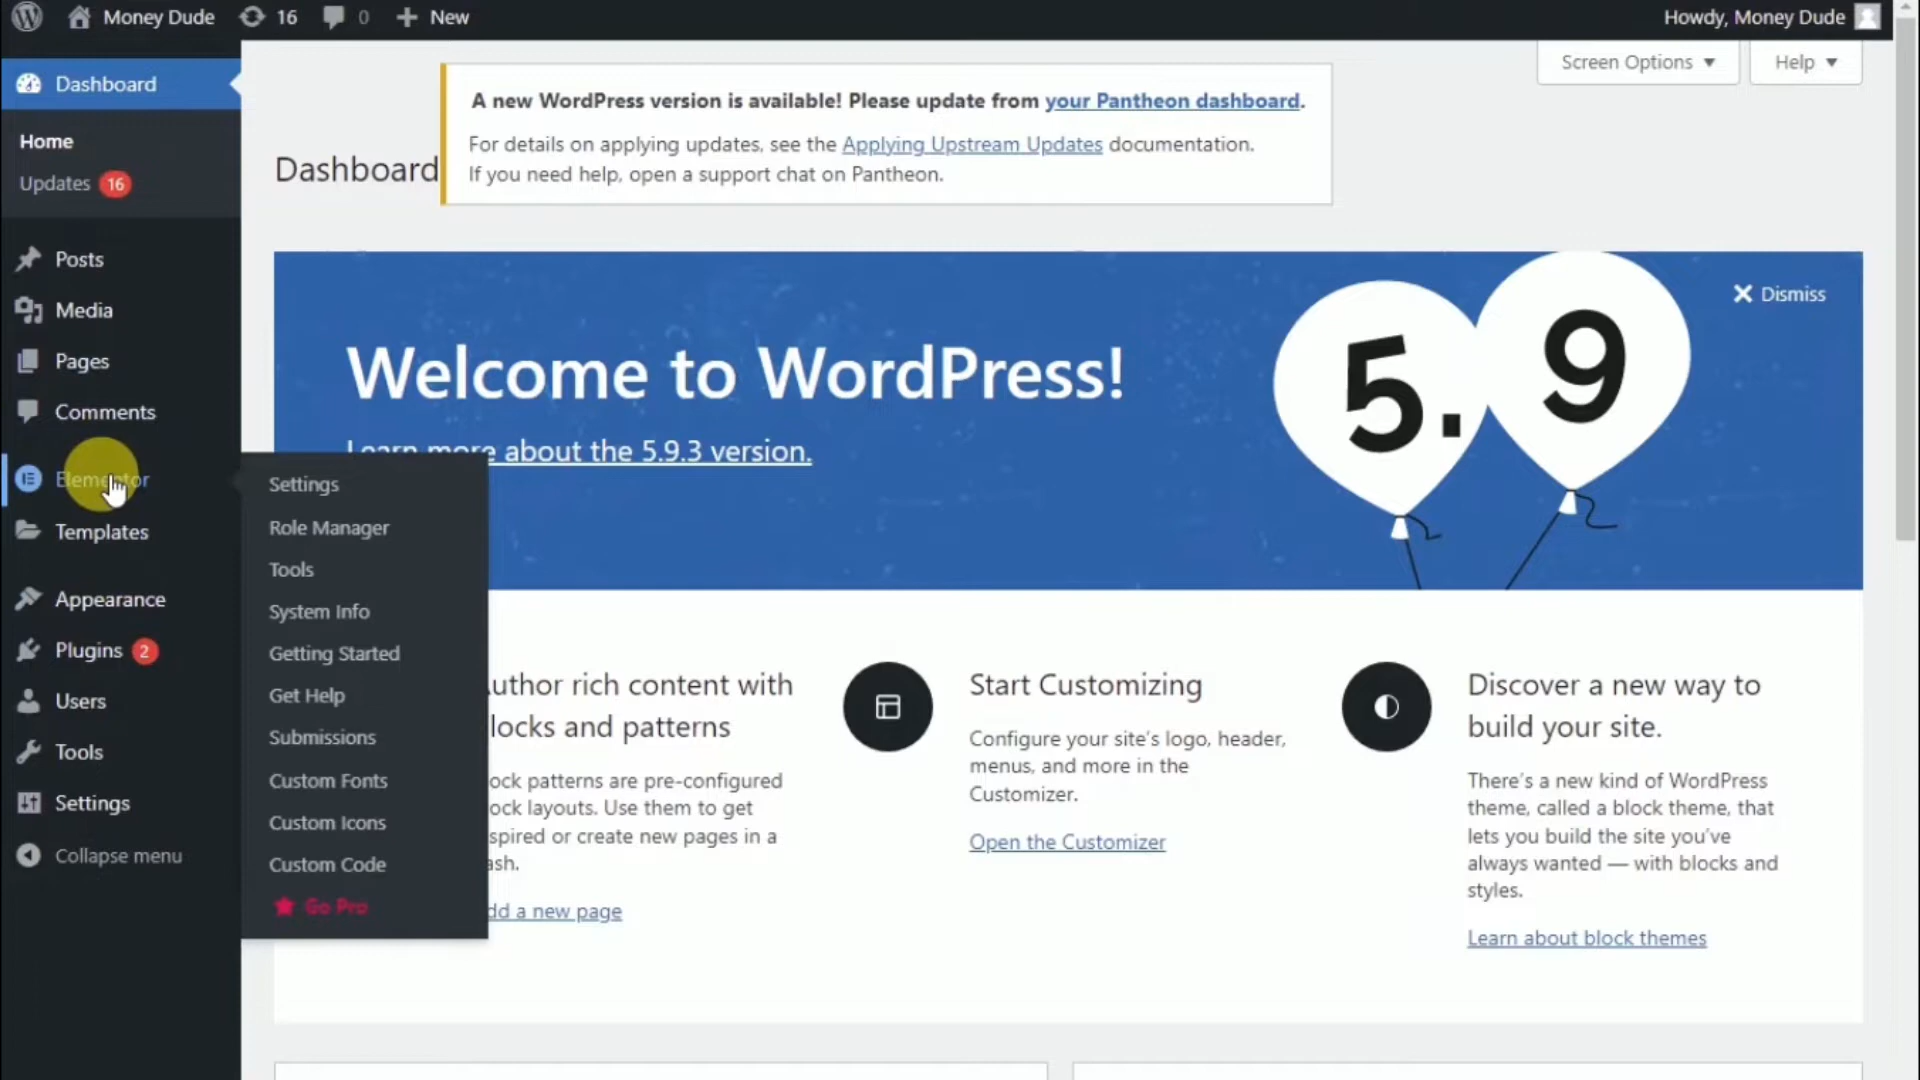 Money Dude 16 0 New
Howdy, Money Dude
Dashboard
Home
Updates 16
Posts
Media
Pages
Comments
Elementor
Templates
Appearance
Plugins 2
Users
Tools
Settings
Collapse menu
Settings
Role Manager
Tools
System Info
Getting Started
Get Help
Submissions
Custom Fonts
Custom Icons
Custom Code
Go Pro
Screen Options
Help
A new WordPress version is available! Please update from your Pantheon dashboard.
For details on applying updates, see the Applying Upstream Updates documentation.
If you need help, open a support chat on Pantheon.
Dashboard
Dismiss
Welcome to WordPress!
Learn more about the 5.9.3 version.
5.9
uthor rich content with
locks and patterns
ock patterns are pre-configured
ock layouts. Use them to get
spired or create new pages in a
ash.
dd a new page
Start Customizing
Configure your site's logo, header,
menus, and more in the
Customizer.
Open the Customizer
Discover a new way to
build your site.
There's a new kind of WordPress
theme, called a block theme, that
lets you build the site you've
always wanted — with blocks and
styles.
Learn about block themes